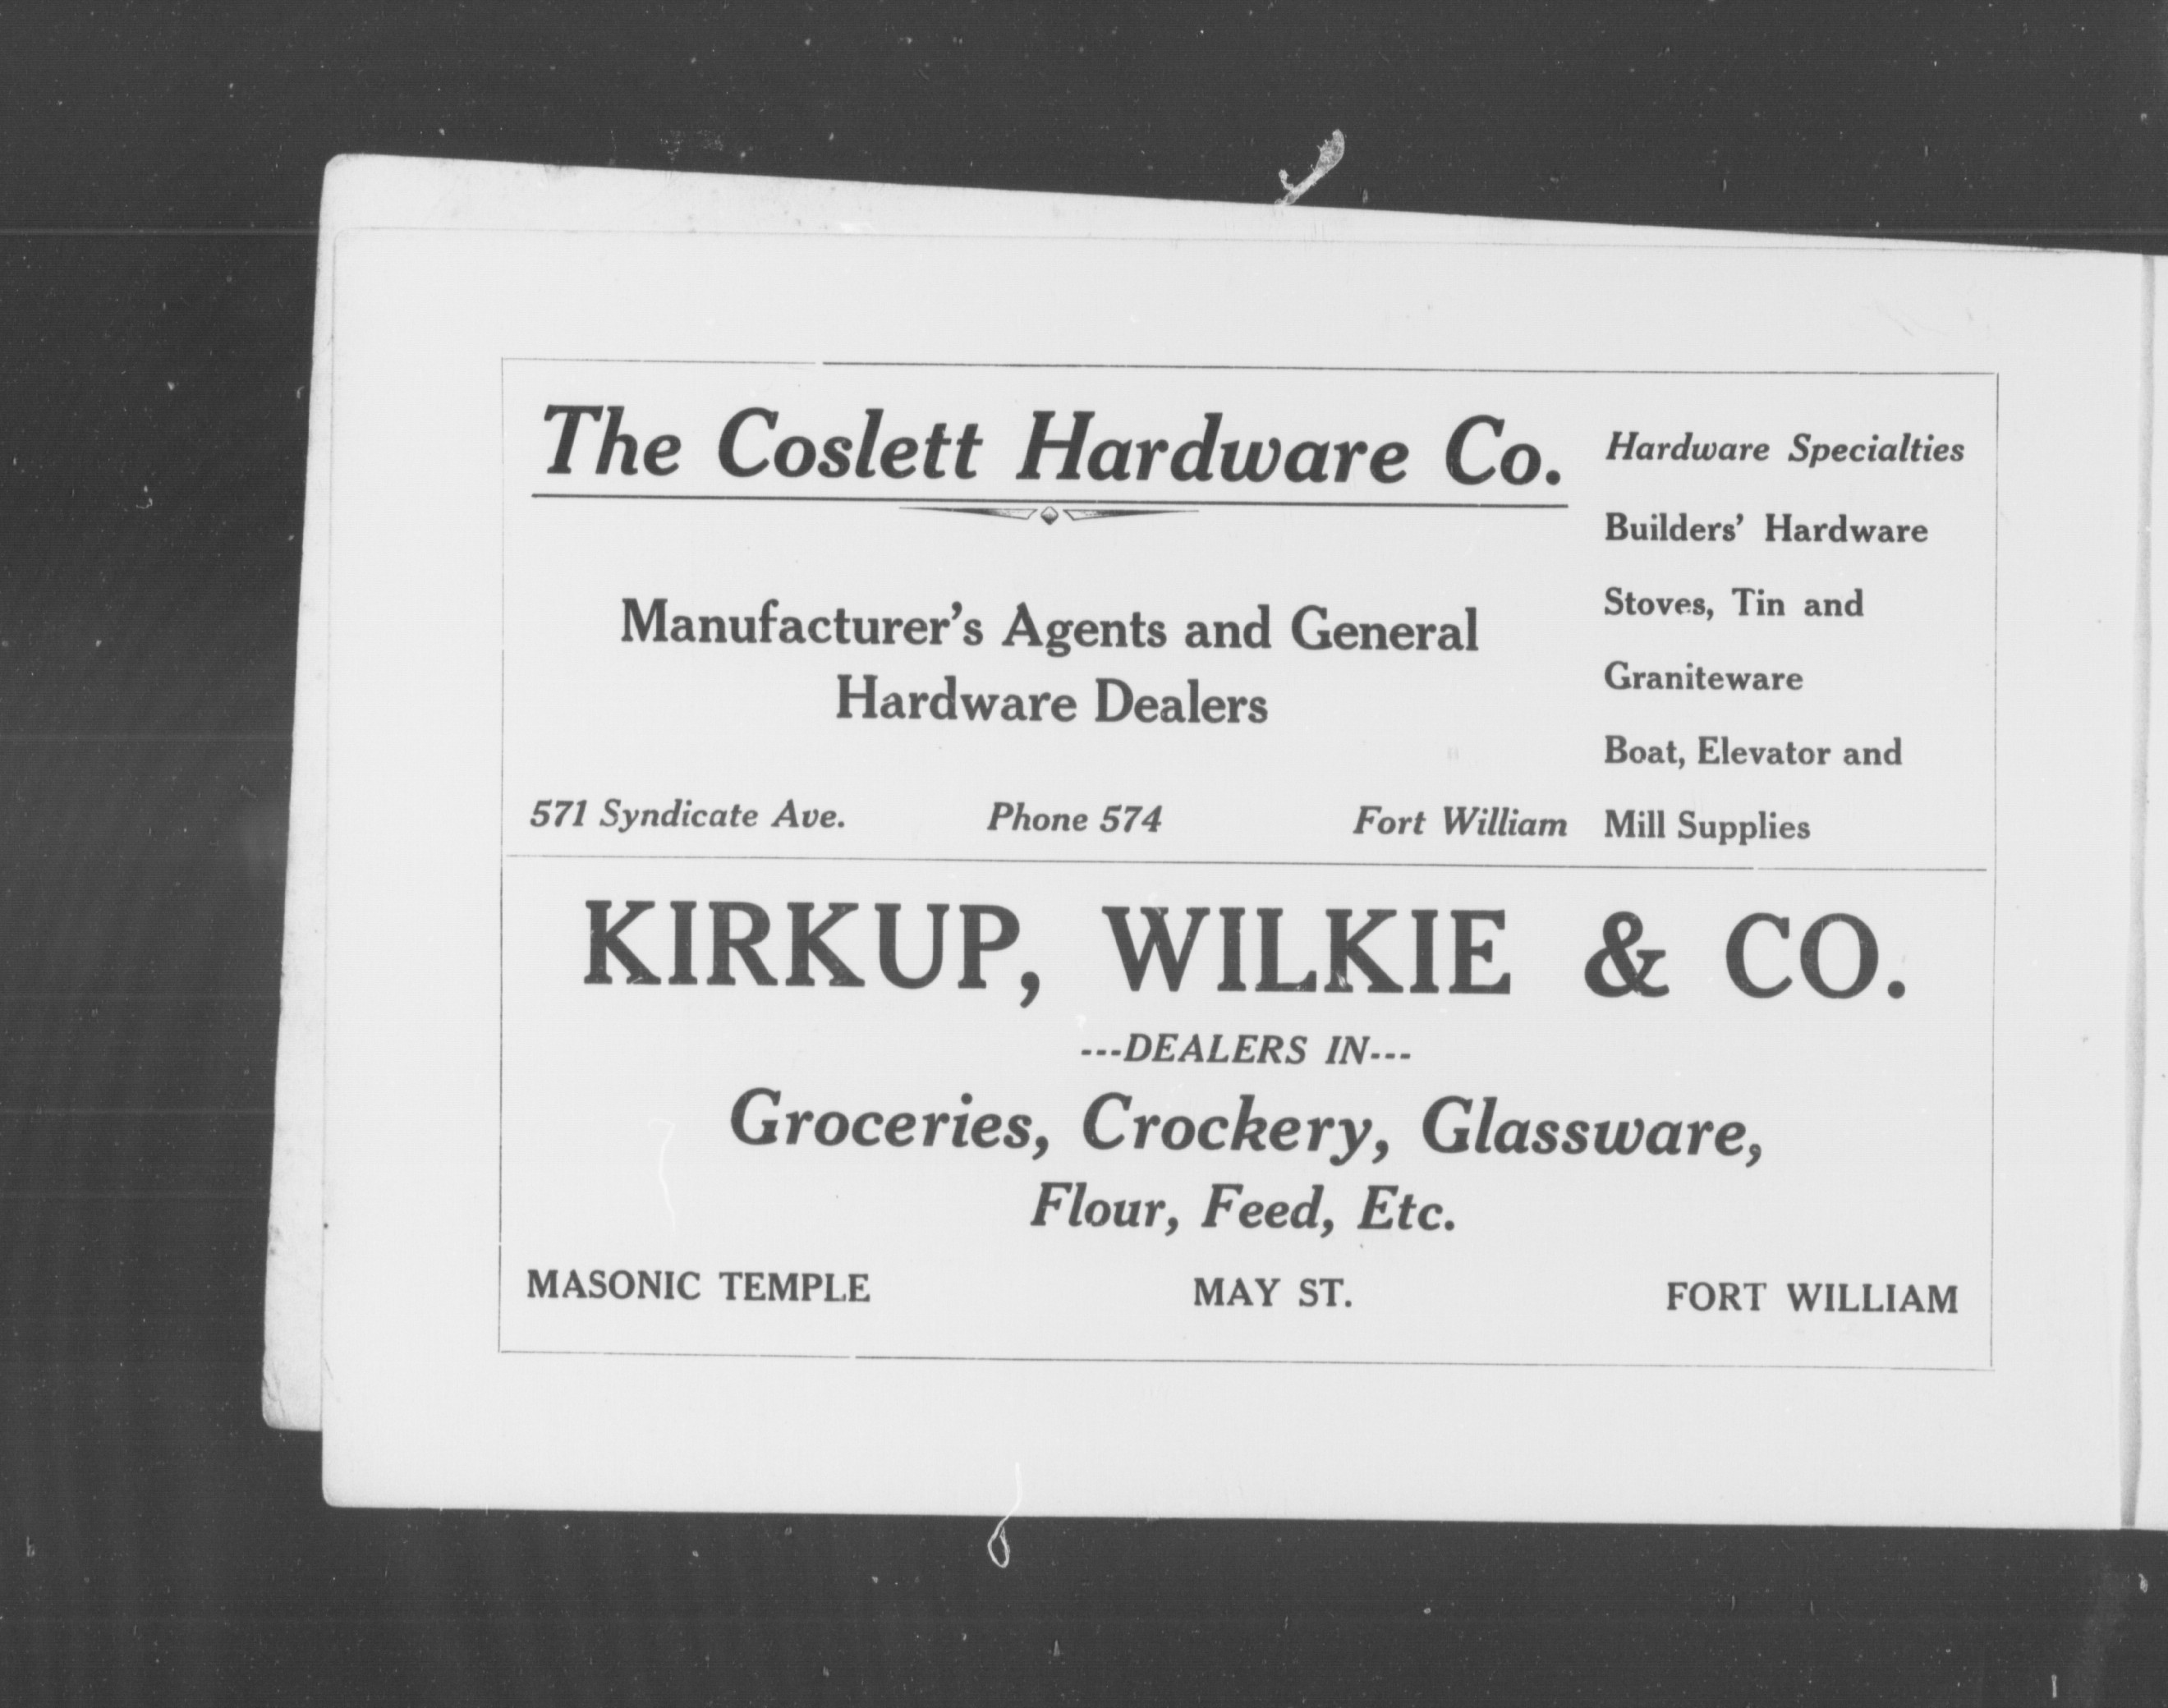 The Coslett Hardware Co.
Manufacturer's Agents and General
Hardware Dealers
571 Syndicate Ave. Phone 574 Fort William
Hardware Specialties
Builders' Hardware
Stoves, Tin and
Graniteware
Boat, Elevator and
Mill Supplies
KIRKUP, WILKIE & CO.
---DEALERS IN---
Groceries, Crockery, Glassware,
Flour, Feed, Etc.
MASONIC TEMPLE MAY ST. FORT WILLIAM